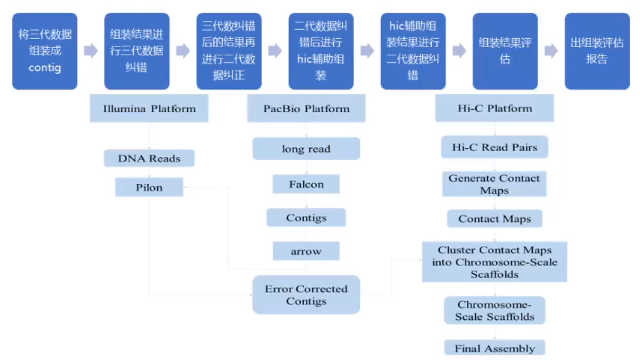 将三代数据
组装成
contig
组装结果进
行三代数据
纠错
三代数纠错
后的结果再
进行二代数
据纠正
二代数据纠
错后进行
hic辅助组
装
hic辅助组
装结果进行
二代数据纠
错
组装结果评
估
出组装评估
报告
Illumina Platform
PacBio Platform
Hi-C Platform
DNA Reads
Pilon
long read
Falcon
Contigs
arrow
Error Corrected
Contigs
Hi-C Read Pairs
Generate Contact
Maps
Contact Maps
Cluster Contact Maps
into Chromosome-Scale
Scaffolds
Chromosome-
Scale Scaffolds
Final Assembly